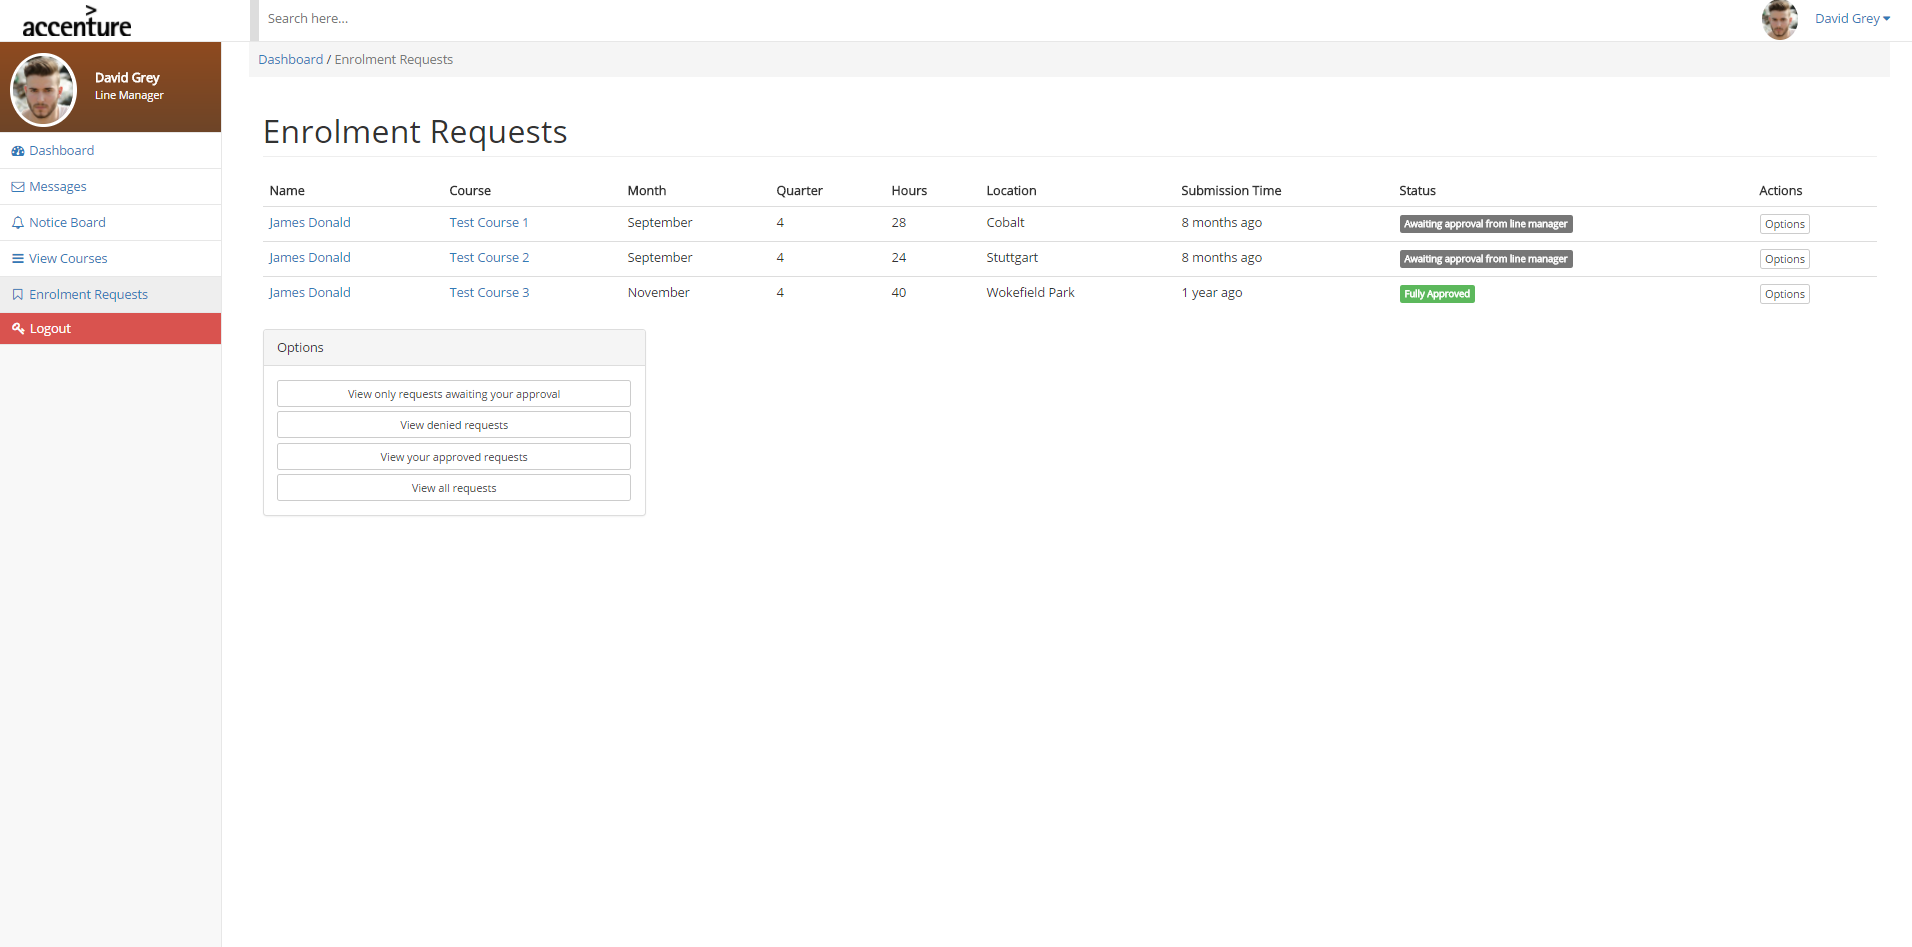 accenture
Search here...
David Grey
David Grey
Line Manager
Dashboard
Messages
Notice Board
View Courses
Enrolment Requests
Logout
Dashboard / Enrolment Requests
Enrolment Requests
Name Course Month Quarter Hours Location Submission Time Status Actions
James Donald Test Course 1 September 4 28 Cobalt 8 months ago Awaiting approval from line manager Options
James Donald Test Course 2 September 4 24 Stuttgart 8 months ago Awaiting approval from line manager Options
James Donald Test Course 3 November 4 40 Wokefield Park 1 year ago Fully Approved Options
Options
View only requests awaiting your approval
View denied requests
View your approved requests
View all requests